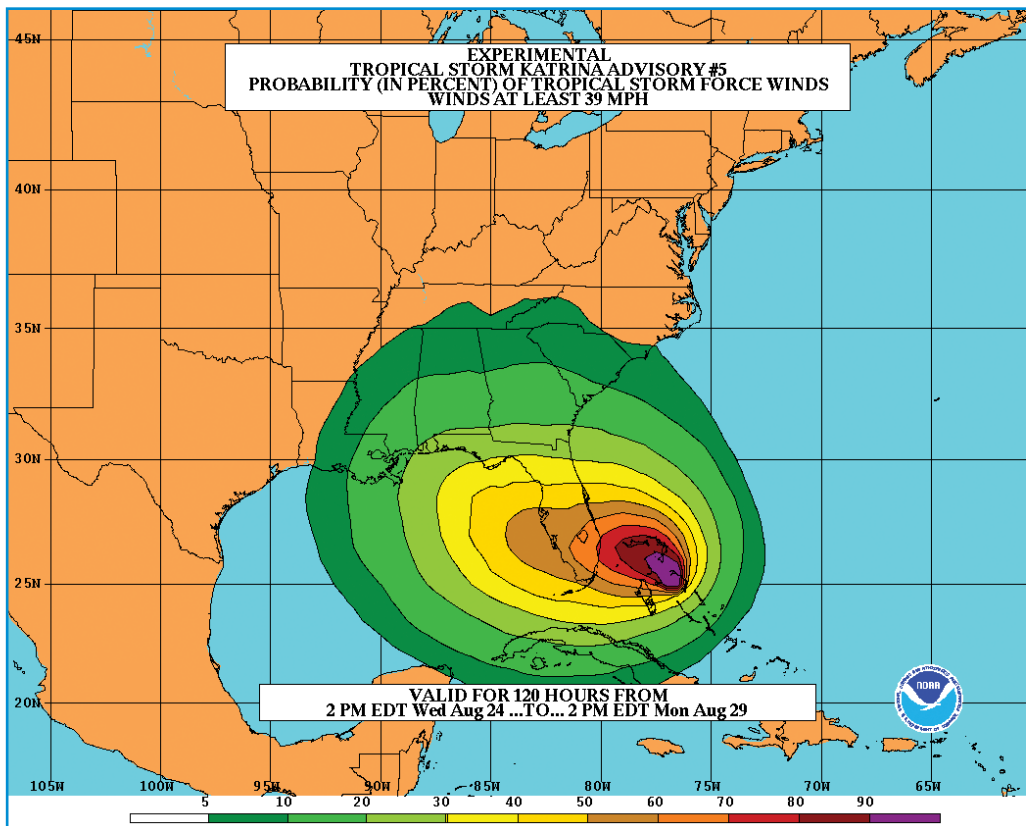 45N
EXPERIMENTAL
TROPICAL STORM KATRINA ADVISORY #5
PROBABILITY (IN PERCENT) OF TROPICAL STORM FORCE WINDS
WINDS AT LEAST 39 MPH
40N
35N
30N
25N
20N
VALID FOR 120 HOURS FROM
2 PM EDT Wed Aug 24 ...TO... 2 PM EDT Mon Aug 29
NOAA
105W 100W 95W 90W 85W 80W 75W 70W 65W
5 10 20 30 40 50 60 70 80 90